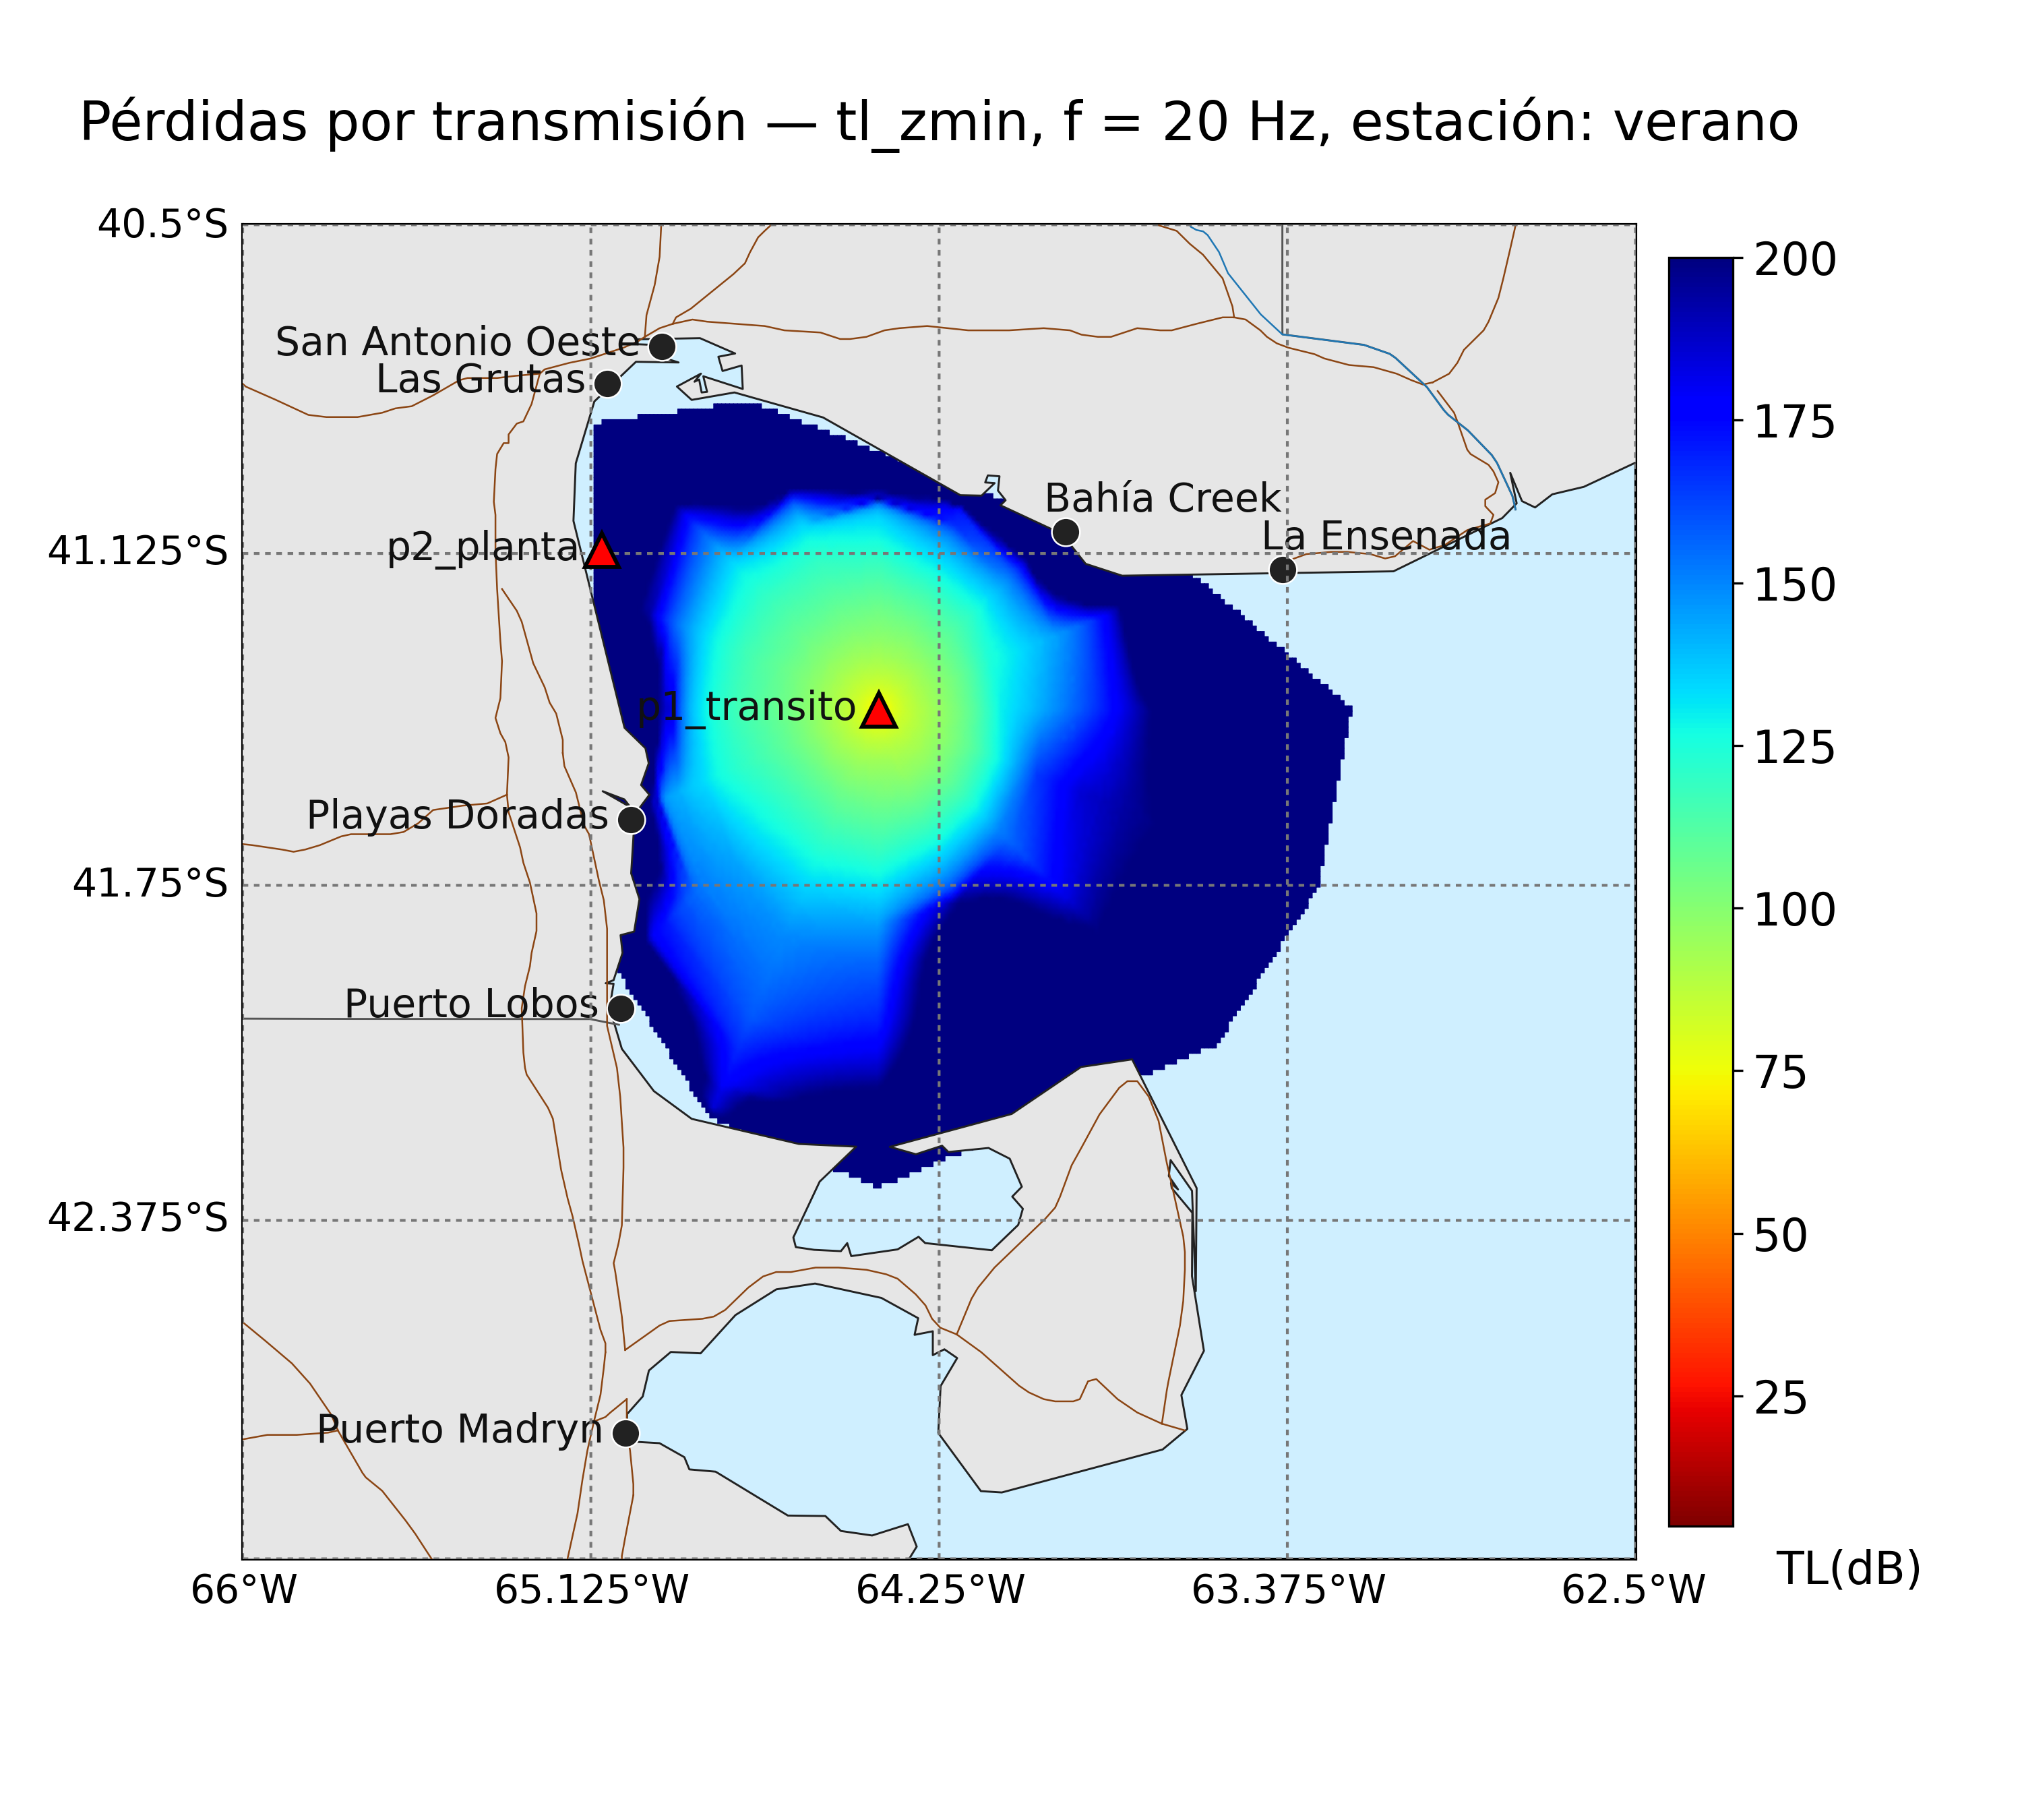 Pérdidas por transmisión — tl_zmin, f = 20 Hz, estación: verano
40.5°S
200
San Antonio Oeste
Las Grutas
175
Bahía Creek
La Ensenada
p2_planta
41.125°S
150
p1_transito
125
Playas Doradas
41.75°S
100
Puerto Lobos
75
42.375°S
50
25
Puerto Madryn
TL(dB)
66°W 65.125°W 64.25°W 63.375°W 62.5°W